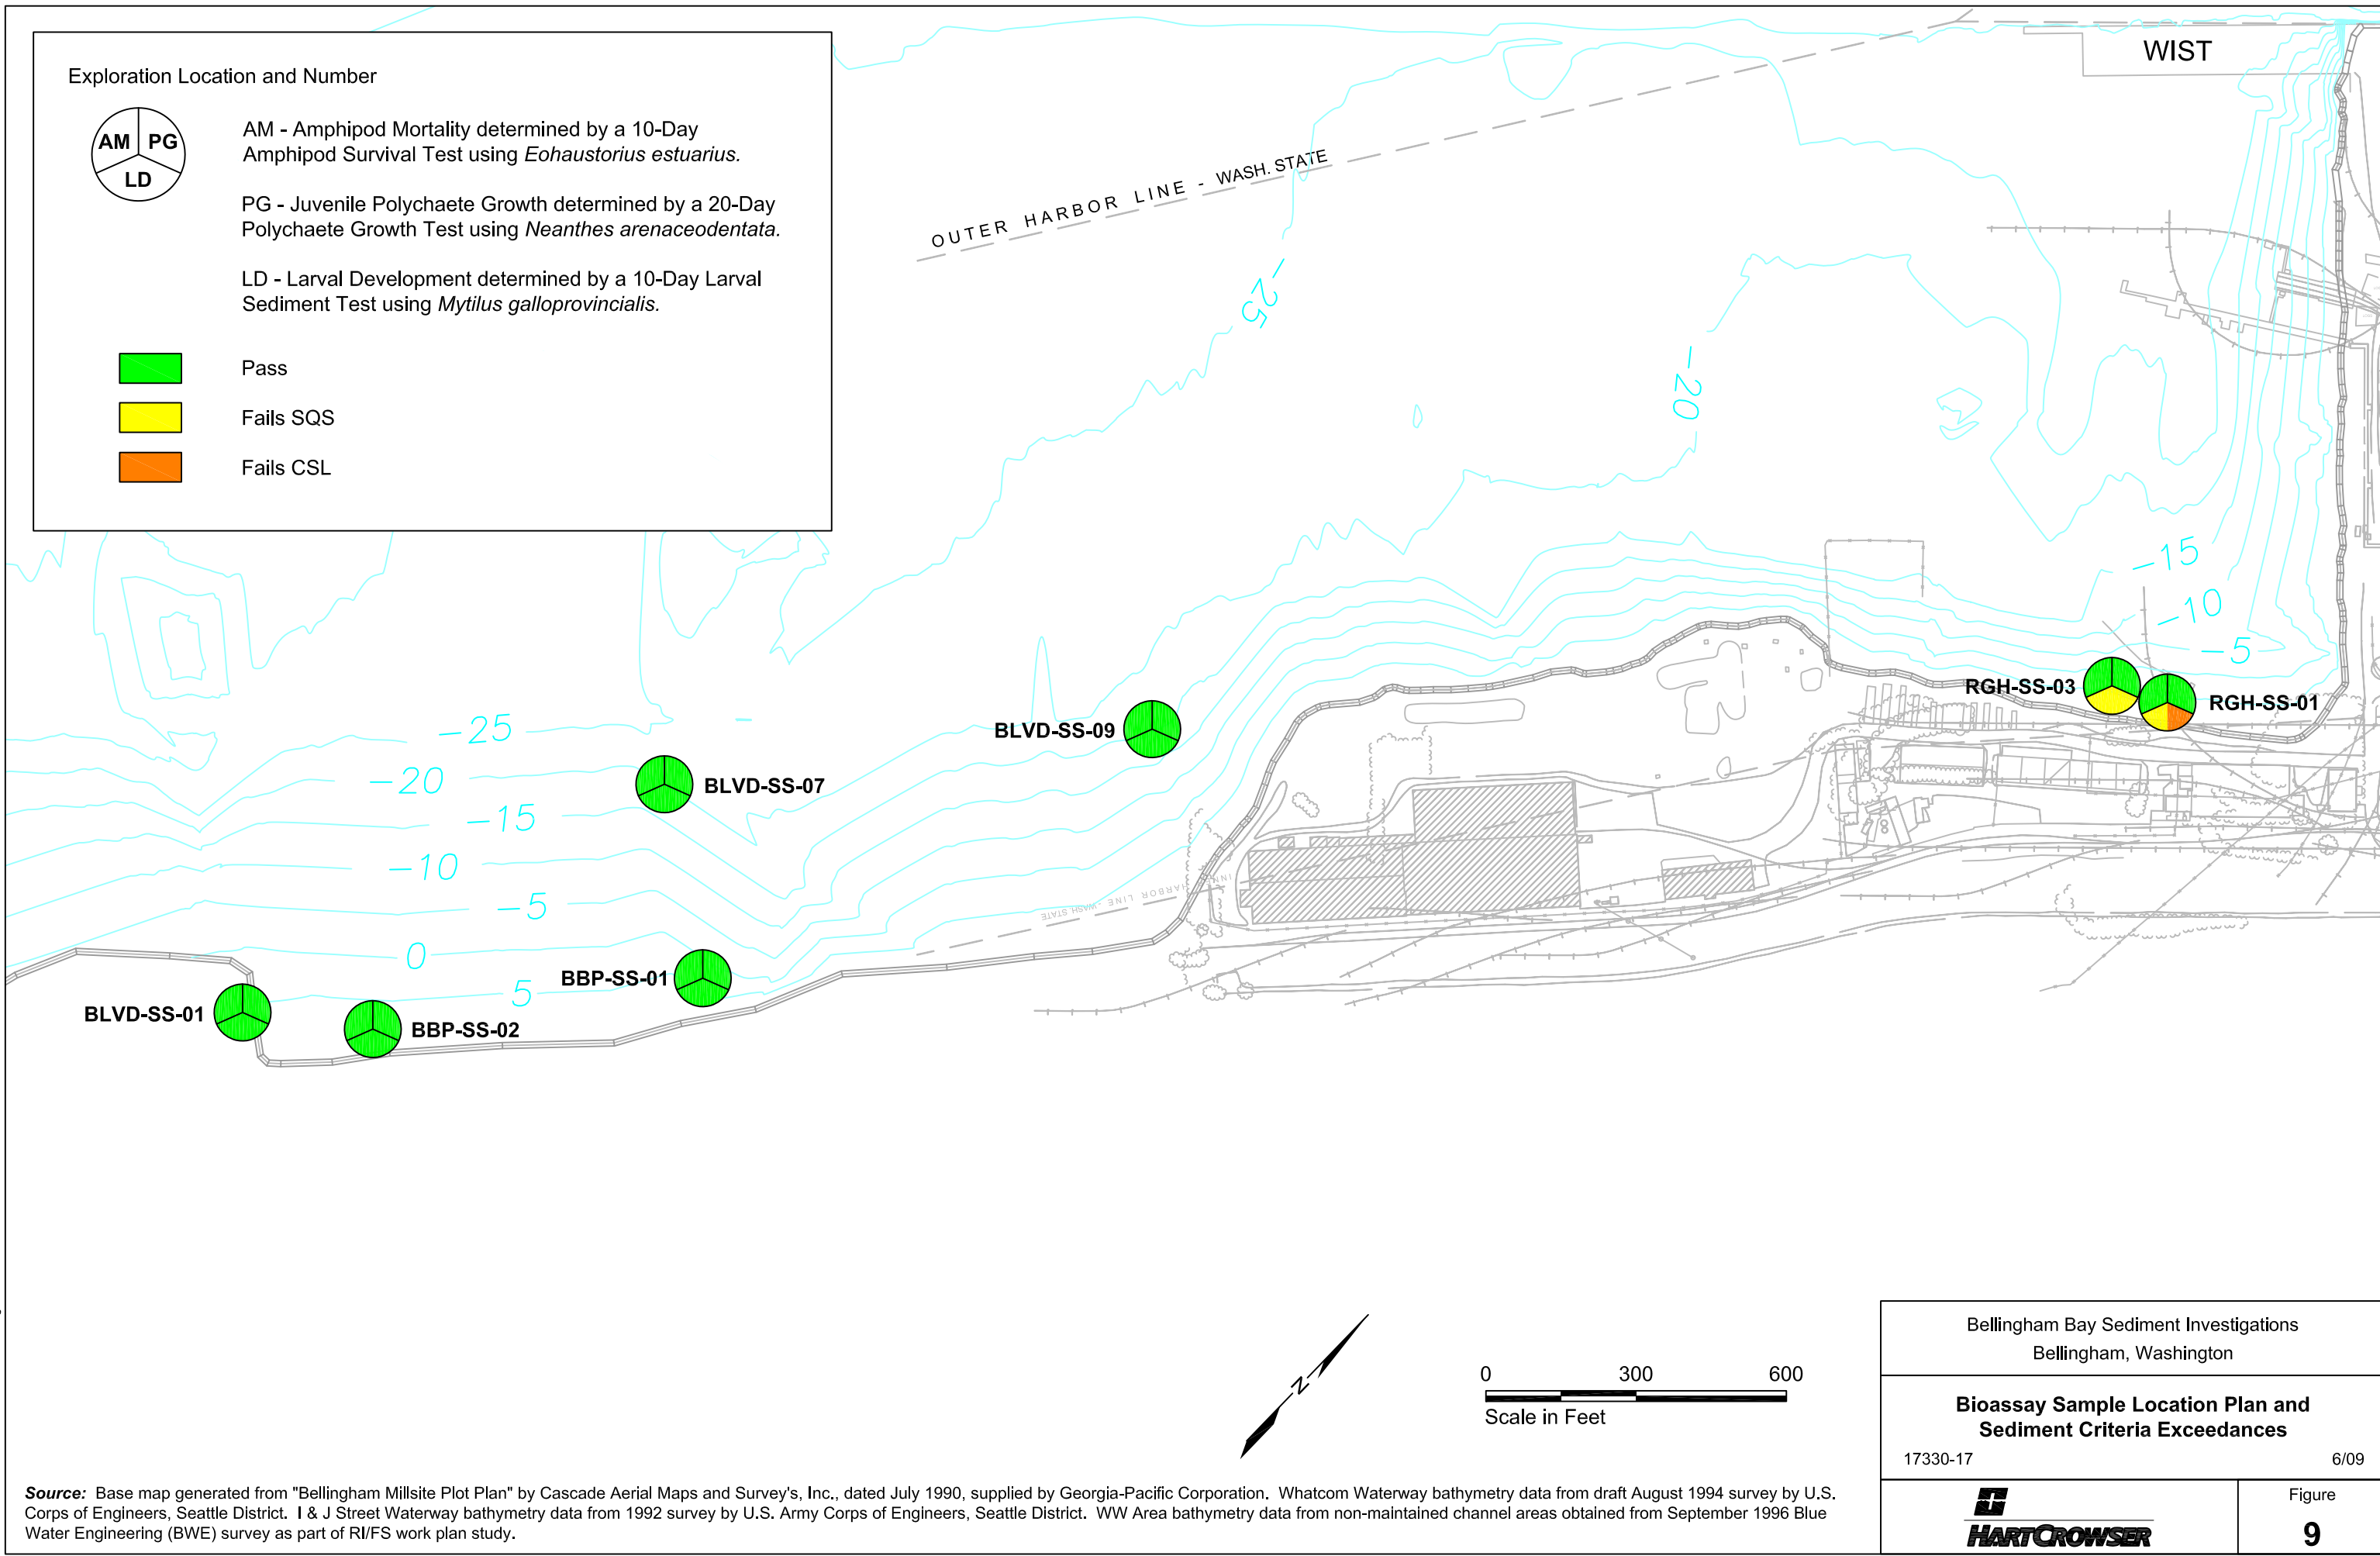 Exploration Location and Number
AM PG
LD
AM - Amphipod Mortality determined by a 10-Day
Amphipod Survival Test using Eohaustorius estuarius.
PG - Juvenile Polychaete Growth determined by a 20-Day
Polychaete Growth Test using Neanthes arenaceodentata.
LD - Larval Development determined by a 10-Day Larval
Sediment Test using Mytilus galloprovincialis.
Pass
Fails SQS
Fails CSL
WIST
OUTER HARBOR LINE - WASH. STATE
-25
-20
-15
-10
-5
RGH-SS-03
RGH-SS-01
BLVD-SS-09
-25
-20
BLVD-SS-07
-15
-10
-5
INNER HARBOR LINE - WASH STATE
0
BBP-SS-01
5
BLVD-SS-01
BBP-SS-02
N
0 300 600
Scale in Feet
Bellingham Bay Sediment Investigations
Bellingham, Washington
Bioassay Sample Location Plan and
Sediment Criteria Exceedances
17330-17 6/09
HARTCROWSER
Figure
9
Source: Base map generated from "Bellingham Millsite Plot Plan" by Cascade Aerial Maps and Survey's, Inc., dated July 1990, supplied by Georgia-Pacific Corporation. Whatcom Waterway bathymetry data from draft August 1994 survey by U.S.
Corps of Engineers, Seattle District. I & J Street Waterway bathymetry data from 1992 survey by U.S. Army Corps of Engineers, Seattle District. WW Area bathymetry data from non-maintained channel areas obtained from September 1996 Blue
Water Engineering (BWE) survey as part of RI/FS work plan study.